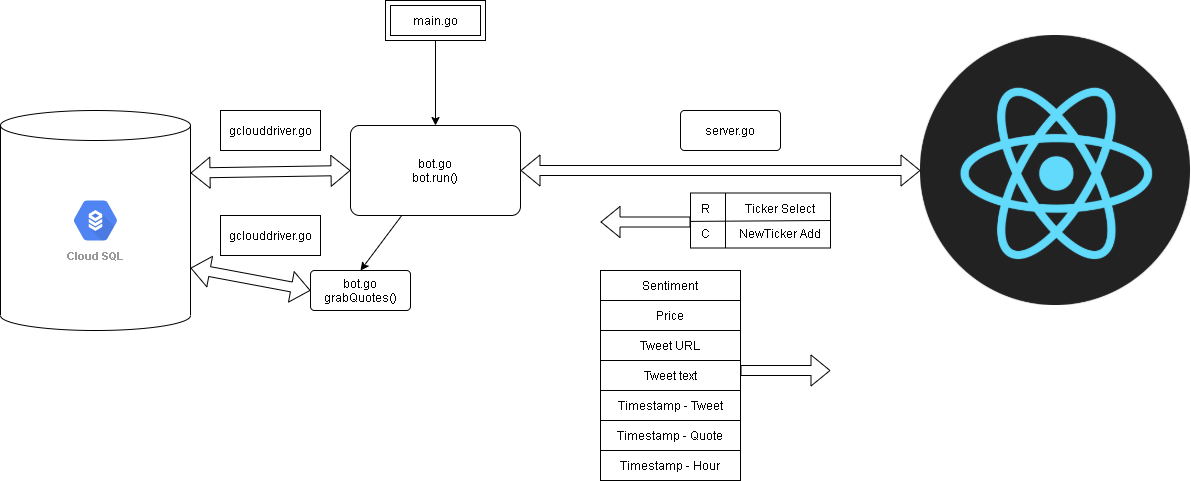 main.go
gclouddriver.go
bot.go
bot.run()
server.go
R Ticker Select
C NewTicker Add
gclouddriver.go
Cloud SQL
bot.go
grabQuotes()
Sentiment
Price
Tweet URL
Tweet text
Timestamp - Tweet
Timestamp - Quote
Timestamp - Hour